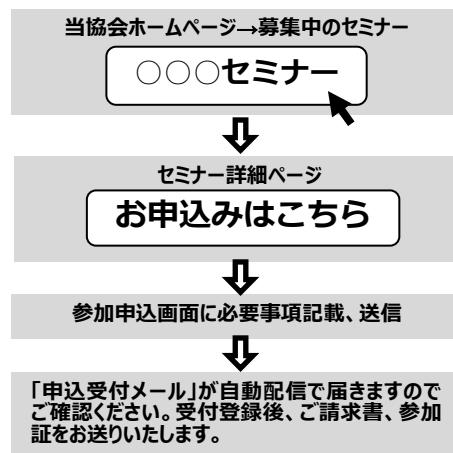 当協会ホームページ→募集中のセミナー
○○○セミナー
セミナー詳細ページ
お申込みはこちら
参加申込画面に必要事項記載、送信
「申込受付メール」が自動配信で届きますので
ご確認ください。受付登録後、ご請求書、参加
証をお送りいたします。